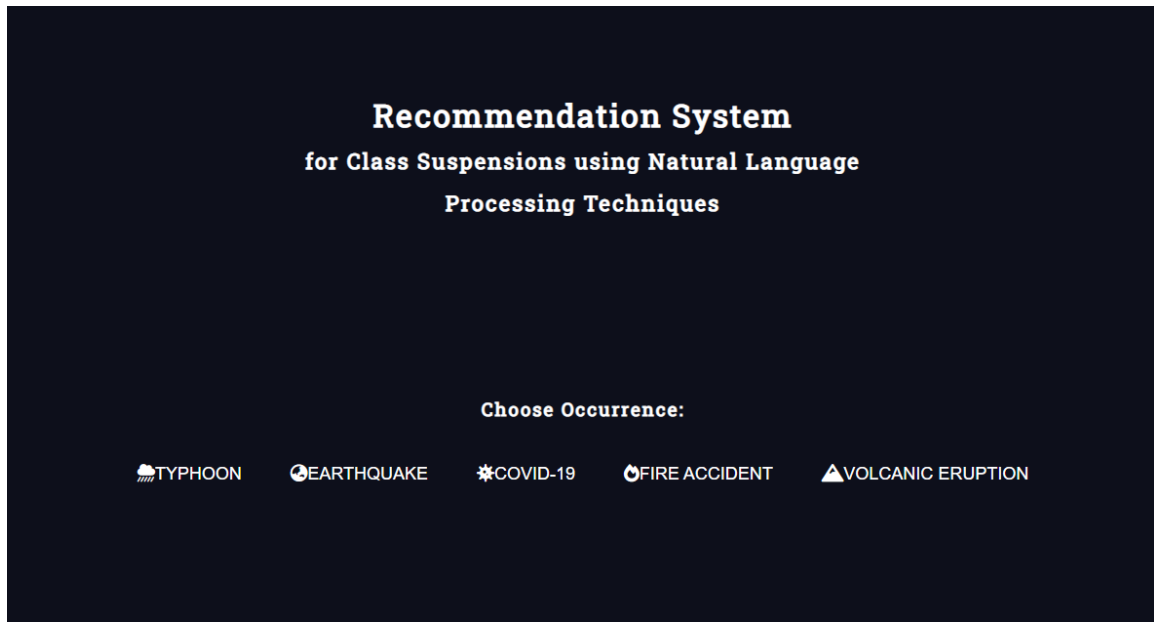 Recommendation System
for Class Suspensions using Natural Language
Processing Techniques
Choose Occurrence:
TYPHOON EARTHQUAKE COVID-19 FIRE ACCIDENT VOLCANIC ERUPTION